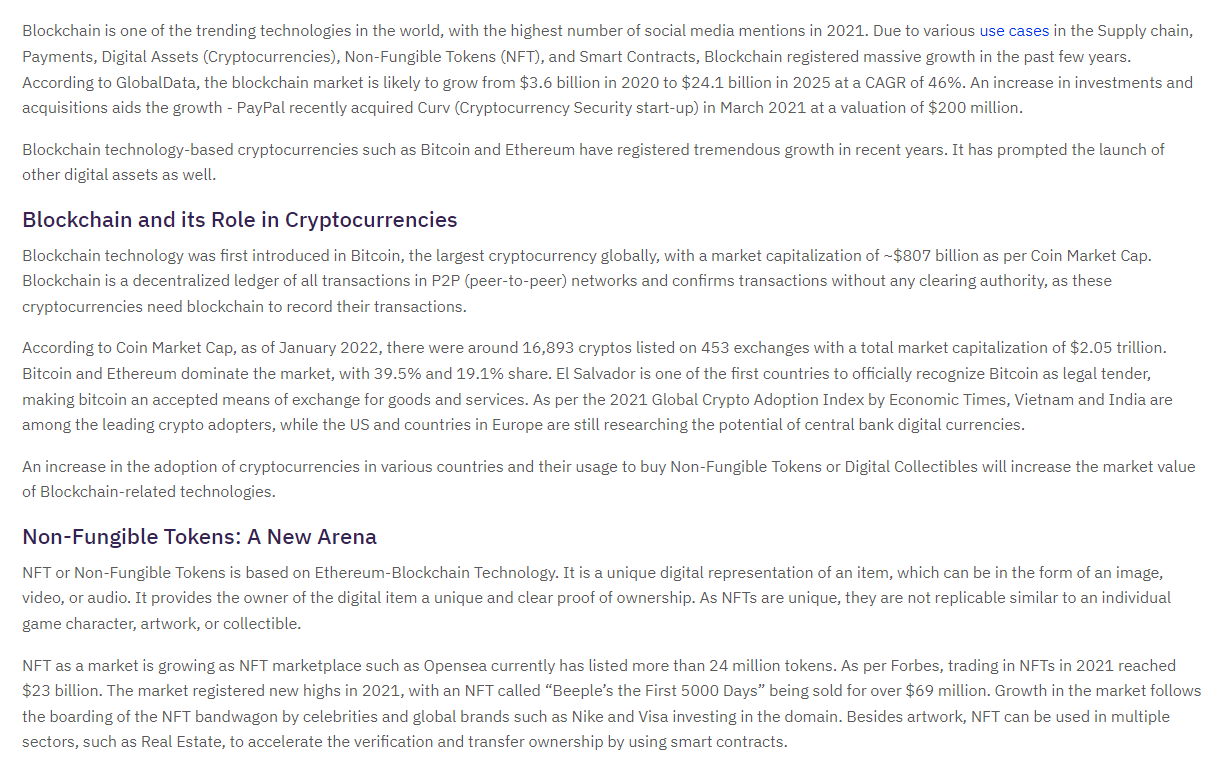 Blockchain is one of the trending technologies in the world, with the highest number of social media mentions in 2021. Due to various use cases in the Supply chain,
Payments, Digital Assets (Cryptocurrencies), Non-Fungible Tokens (NFT), and Smart Contracts, Blockchain registered massive growth in the past few years.
According to GlobalData, the blockchain market is likely to grow from $3.6 billion in 2020 to $24.1 billion in 2025 at a CAGR of 46%. An increase in investments and
acquisitions aids the growth - PayPal recently acquired Curv (Cryptocurrency Security start-up) in March 2021 at a valuation of $200 million.
Blockchain technology-based cryptocurrencies such as Bitcoin and Ethereum have registered tremendous growth in recent years. It has prompted the launch of
other digital assets as well.
Blockchain and its Role in Cryptocurrencies
Blockchain technology was first introduced in Bitcoin, the largest cryptocurrency globally, with a market capitalization of ~$807 billion as per Coin Market Cap.
Blockchain is a decentralized ledger of all transactions in P2P (peer-to-peer) networks and confirms transactions without any clearing authority, as these
cryptocurrencies need blockchain to record their transactions.
According to Coin Market Cap, as of January 2022, there were around 16,893 cryptos listed on 453 exchanges with a total market capitalization of $2.05 trillion.
Bitcoin and Ethereum dominate the market, with 39.5% and 19.1% share. El Salvador is one of the first countries to officially recognize Bitcoin as legal tender,
making bitcoin an accepted means of exchange for goods and services. As per the 2021 Global Crypto Adoption Index by Economic Times, Vietnam and India are
among the leading crypto adopters, while the US and countries in Europe are still researching the potential of central bank digital currencies.
An increase in the adoption of cryptocurrencies in various countries and their usage to buy Non-Fungible Tokens or Digital Collectibles will increase the market value
of Blockchain-related technologies.
Non-Fungible Tokens: A New Arena
NFT or Non-Fungible Tokens is based on Ethereum-Blockchain Technology. It is a unique digital representation of an item, which can be in the form of an image,
video, or audio. It provides the owner of the digital item a unique and clear proof of ownership. As NFTs are unique, they are not replicable similar to an individual
game character, artwork, or collectible.
NFT as a market is growing as NFT marketplace such as Opensea currently has listed more than 24 million tokens. As per Forbes, trading in NFTs in 2021 reached
$23 billion. The market registered new highs in 2021, with an NFT called “Beeple’s the First 5000 Days” being sold for over $69 million. Growth in the market follows
the boarding of the NFT bandwagon by celebrities and global brands such as Nike and Visa investing in the domain. Besides artwork, NFT can be used in multiple
sectors, such as Real Estate, to accelerate the verification and transfer ownership by using smart contracts.